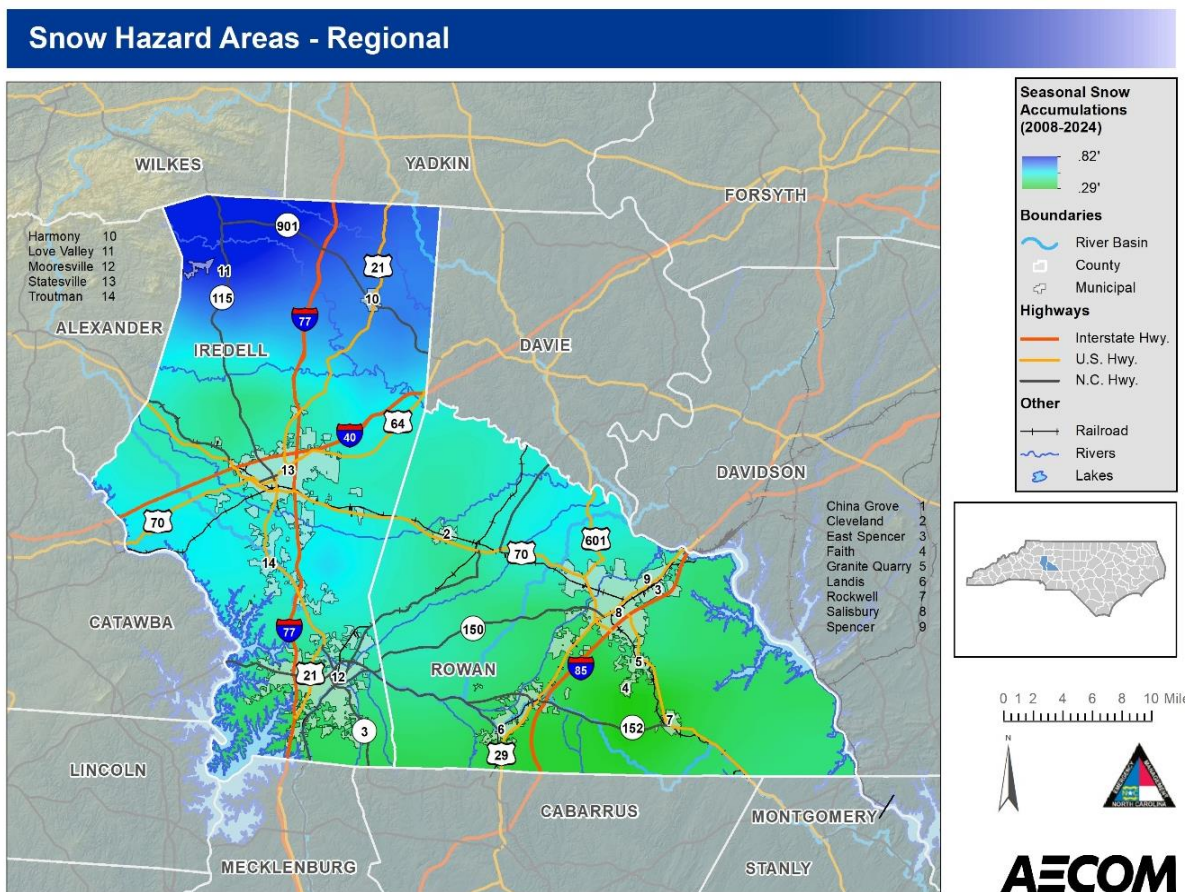 Snow Hazard Areas - Regional
WILKES
YADKIN
FORSYTH
Harmony 10
Love Valley 11
Mooresville 12
Statesville 13
Troutman 14
901
21
11
115
10
77
ALEXANDER
IREDELL
DAVIE
64
40
13
DAVIDSON
70
2
70
601
14
9
3
8
China Grove 1
Cleveland 2
East Spencer 3
Faith 4
Granite Quarry 5
Landis 6
Rockwell 7
Salisbury 8
Spencer 9
CATAWBA
77
150
ROWAN
85
5
21
12
4
3
6
152
7
29
LINCOLN
CABARRUS
MONTGOMERY
MECKLENBURG
STANLY
Seasonal Snow
Accumulations
(2008-2024)
.82'
.29'
Boundaries
River Basin
County
Municipal
Highways
Interstate Hwy.
U.S. Hwy.
N.C. Hwy.
Other
Railroad
Rivers
Lakes
0 1 2 4 6 8 10 Mile
N
EMERGENCY
MANAGEMENT
NORTH CAROLINA
AECOM